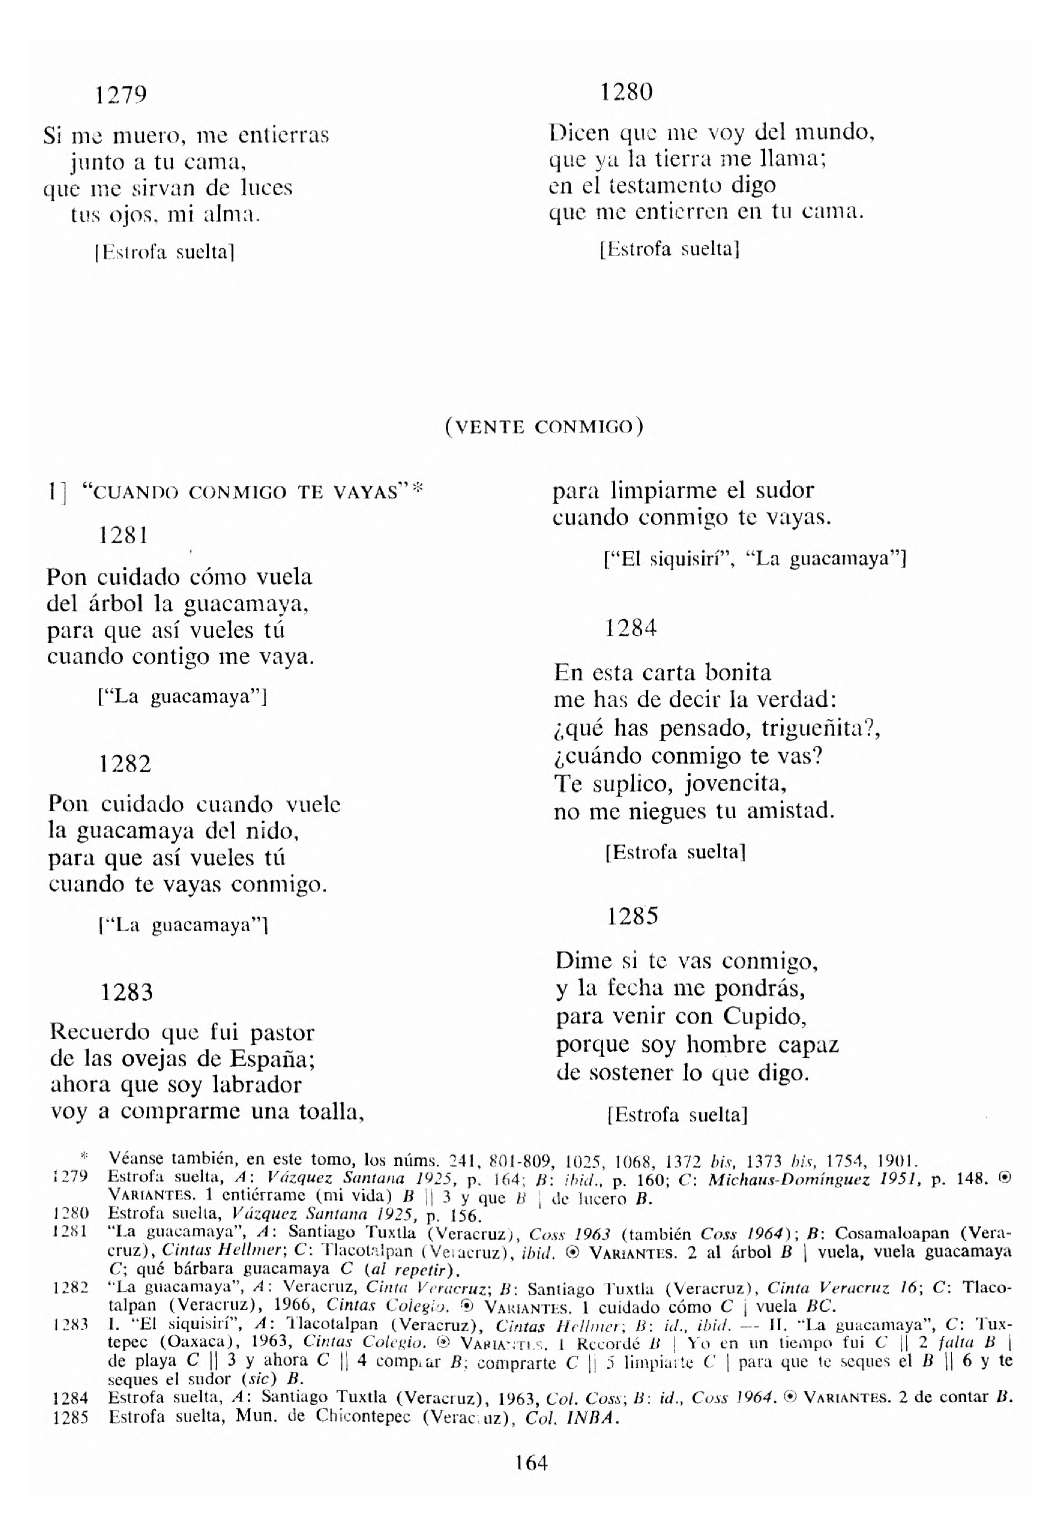 1279
Si me muero, me entierras
junto a tu cama,
que me sirvan de luces
tus ojos, mi alma.
[Estrofa suelta]
1280
Dicen que me voy del mundo,
que ya la tierra me llama;
en el testamento digo
que me entierren en tu cama.
[Estrofa suelta]
(VENTE CONMIGO)
1] “CUANDO CONMIGO TE VAYAS”*
1281
Pon cuidado cómo vuela
del árbol la guacamaya,
para que así vueles tú
cuando contigo me vaya.
[“La guacamaya”]
1282
Pon cuidado cuando vuele
la guacamaya del nido,
para que así vueles tú
cuando te vayas conmigo.
[“La guacamaya”]
1283
Recuerdo que fui pastor
de las ovejas de España;
ahora que soy labrador
voy a comprarme una toalla,
para limpiarme el sudor
cuando conmigo te vayas.
[“El siquisirí”, “La guacamaya”]
1284
En esta carta bonita
me has de decir la verdad:
¿qué has pensado, trigueñita?,
¿cuándo conmigo te vas?
Te suplico, jovencita,
no me niegues tu amistad.
[Estrofa suelta]
1285
Dime si te vas conmigo,
y la fecha me pondrás,
para venir con Cupido,
porque soy hombre capaz
de sostener lo que digo.
[Estrofa suelta]
* Véanse también, en este tomo, los núms. 241, 801-809, 1025, 1068, 1372 bis, 1373 bis, 1754, 1901.
1279 Estrofa suelta, A: Vázquez Santana 1925, p. 164; B: ibid., p. 160; C: Michaus-Domínguez 1951, p. 148. ⊙
VARIANTES. 1 entiérrame (mi vida) B || 3 y que B | de lucero B.
1280 Estrofa suelta, Vázquez Santana 1925, p. 156.
1281 “La guacamaya”, A: Santiago Tuxtla (Veracruz), Coss 1963 (también Coss 1964); B: Cosamaloapan (Vera-
cruz), Cintas Hellmer; C: Tlacotalpan (Veracruz), ibid. ⊙ VARIANTES. 2 al árbol B | vuela, vuela guacamaya
C; qué bárbara guacamaya C (al repetir).
1282 “La guacamaya”, A: Veracruz, Cinta Veracruz; B: Santiago Tuxtla (Veracruz), Cinta Veracruz 16; C: Tlaco-
talpan (Veracruz), 1966, Cintas Colegio. ⊙ VARIANTES. 1 cuidado cómo C | vuela BC.
1283 I. “El siquisirí”, A: Tlacotalpan (Veracruz), Cintas Hellmer; B: id., ibid. — II. “La guacamaya”, C: Tux-
tepec (Oaxaca), 1963, Cintas Colegio. ⊙ VARIANTES. 1 Recordé B | Yo en un tiempo fui C || 2 falta B |
de playa C || 3 y ahora C || 4 comprar B; comprarte C || 5 limpiarte C | para que te seques el B || 6 y te
seques el sudor (sic) B.
1284 Estrofa suelta, A: Santiago Tuxtla (Veracruz), 1963, Col. Coss; B: id., Coss 1964. ⊙ VARIANTES. 2 de contar B.
1285 Estrofa suelta, Mun. de Chicontepec (Veracruz), Col. INBA.
164